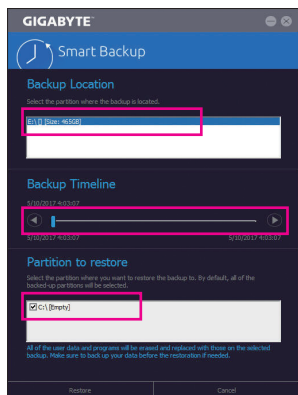 GIGABYTE™
Smart Backup
Backup Location
Select the partition where the backup is located.
E:\ [] [Size: 465GB]
Backup Timeline
5/10/2017 4:03:07
5/10/2017 4:03:07 5/10/2017 4:03:07
Partition to restore
Select the partition where you want to restore the backup to. By default, all of the
backed-up partitions will be selected.
C:\ [Empty]
All of the user data and programs will be erased and replaced with those on the selected
backup. Make sure to back up your data before the restoration if needed.
Restore Cancel